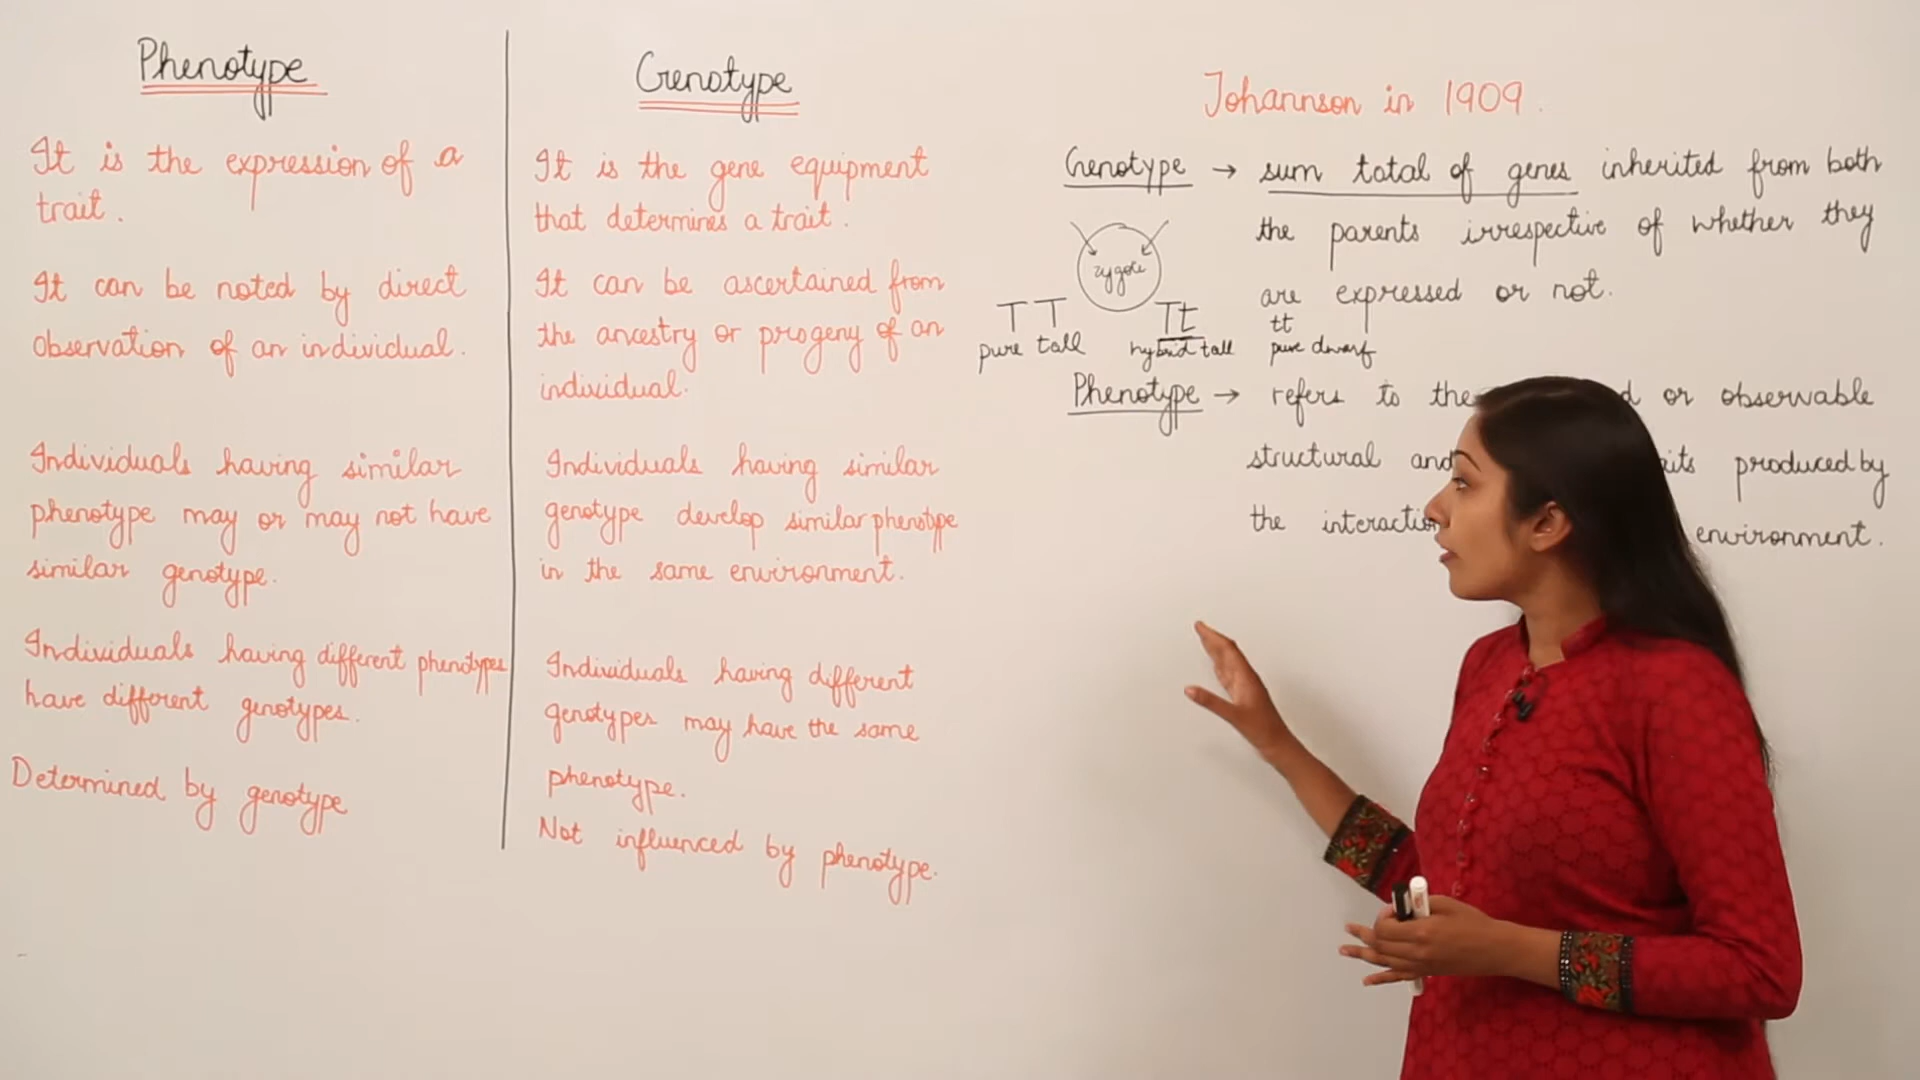 Phenotype
It is the expression of a
trait.
It can be noted by direct
observation of an individual.
Individuals having similar
phenotype may or may not have
similar genotype.
Individuals having different phenotypes
have different genotypes.
Determined by genotype
Genotype
It is the gene equipment
that determines a trait.
It can be ascertained from
the ancestry or progeny of an
individual.
Individuals having similar
genotype develop similar phenotype
in the same environment.
Individuals having different
genotypes may have the same
phenotype.
Not influenced by phenotype.
Johannson in 1909.
Genotype → sum total of genes inherited from both
the parents irrespective of whether they
are expressed or not.
zygote
TT
pure tall
Tt
hybrid tall
tt
pure dwarf
Phenotype → refers to the or observable
structural and produced by
the environment.